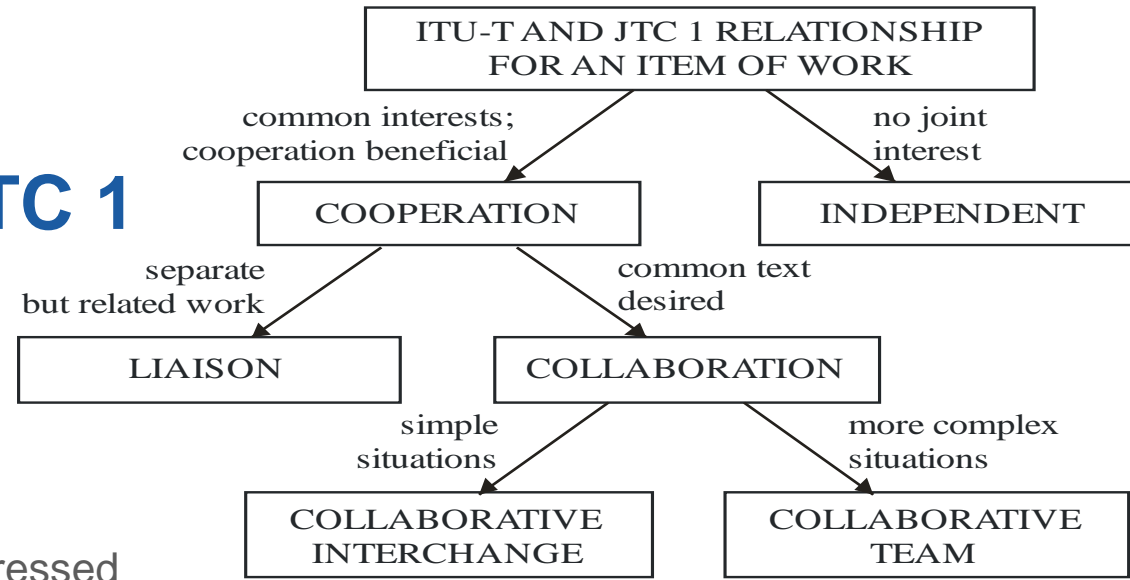 ITU-T AND JTC 1 RELATIONSHIP
FOR AN ITEM OF WORK
common interests;
cooperation beneficial
no joint
interest
TC 1
COOPERATION
INDEPENDENT
separate
but related work
common text
desired
LIAISON
COLLABORATION
simple
situations
more complex
situations
COLLABORATIVE
INTERCHANGE
COLLABORATIVE
TEAM
ressed